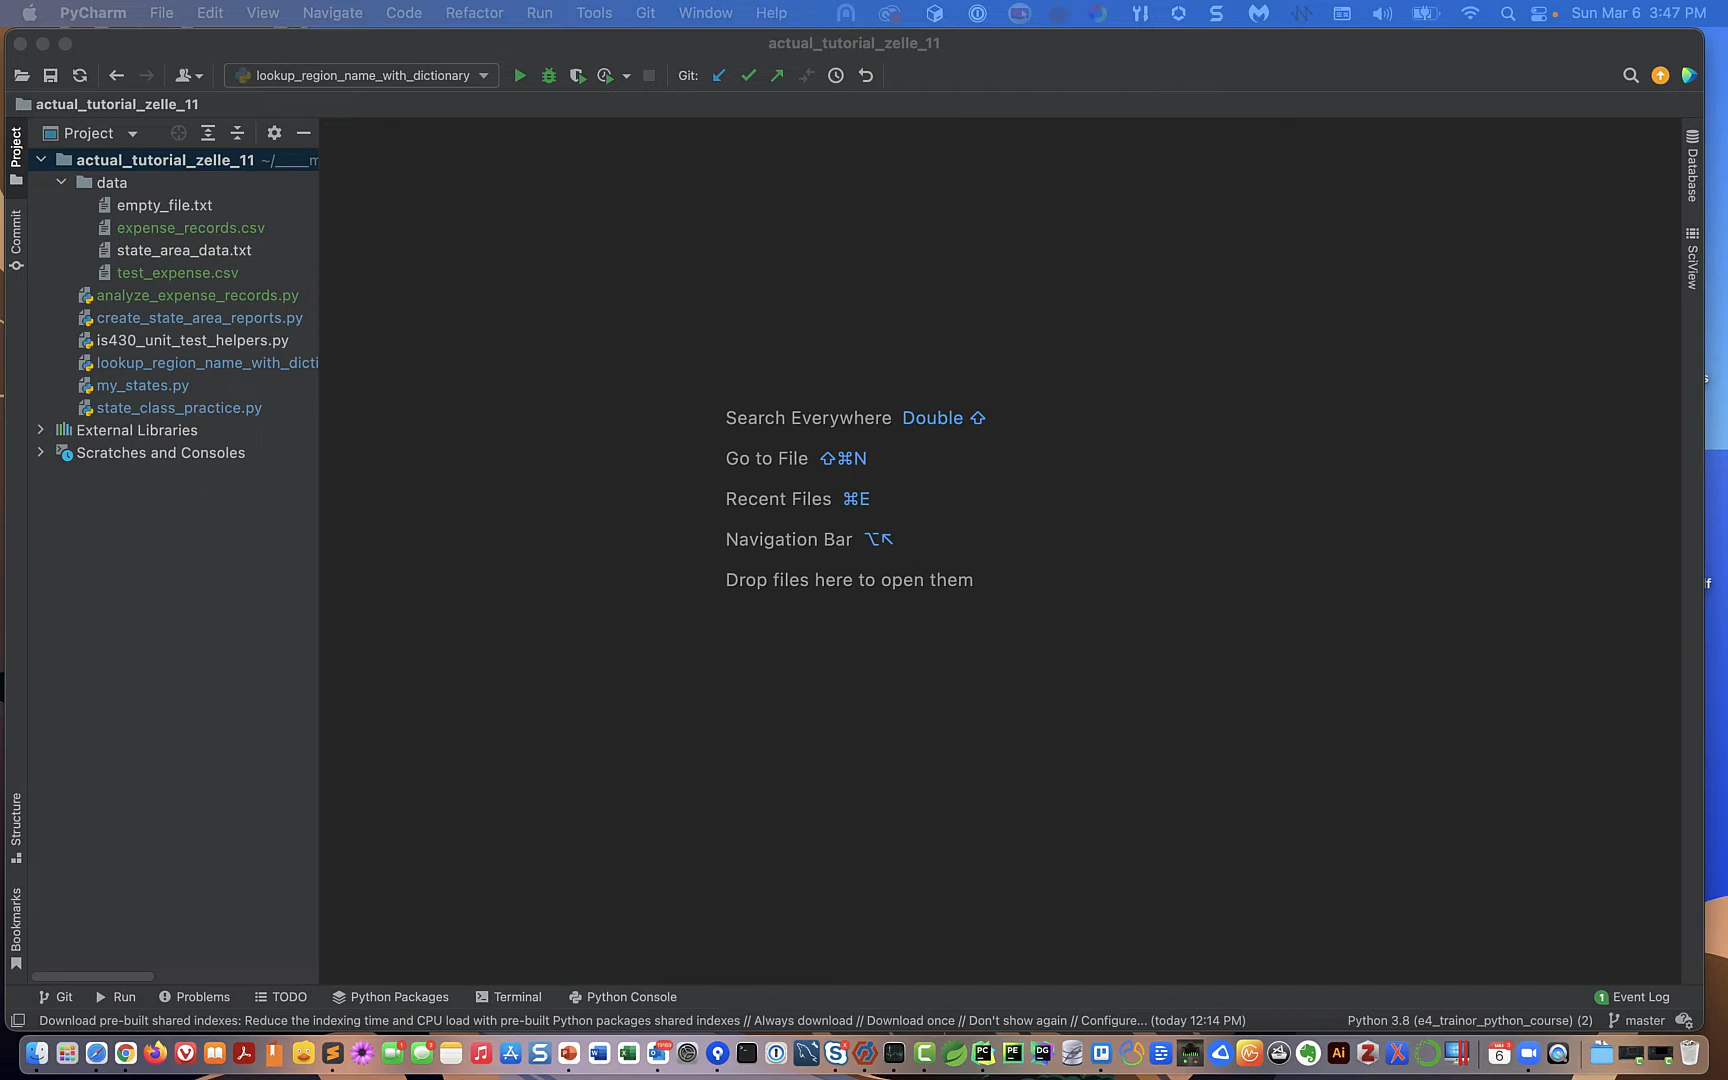 PyCharm File Edit View Navigate Code Refactor Run Tools Git Window Help Sun Mar 6 3:47 PM
actual_tutorial_zelle_11
lookup_region_name_with_dictionary Git:
actual_tutorial_zelle_11
Project
actual_tutorial_zelle_11 ~/____m
data
empty_file.txt
expense_records.csv
state_area_data.txt
test_expense.csv
analyze_expense_records.py
create_state_area_reports.py
is430_unit_test_helpers.py
lookup_region_name_with_dicti
my_states.py
state_class_practice.py
External Libraries
Scratches and Consoles
Project
Commit
Structure
Bookmarks
Search Everywhere Double ⇧
Go to File ⇧⌘N
Recent Files ⌘E
Navigation Bar ⌥↖
Drop files here to open them
Database
SciView
Git Run Problems TODO Python Packages Terminal Python Console 1 Event Log
Download pre-built shared indexes: Reduce the indexing time and CPU load with pre-built Python packages shared indexes // Always download // Download once // Don't show again // Configure... (today 12:14 PM) Python 3.8 (e4_trainor_python_course) (2) master